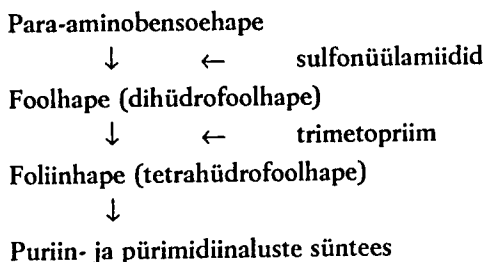 Para-aminobensoehape
↓ ← sulfonüülamiidid
Foolhape (dihüdrofoolhape)
↓ ← trimetopriim
Foliinhape (tetrahüdrofoolhape)
↓
Puriin- ja pürimidiinaluste süntees